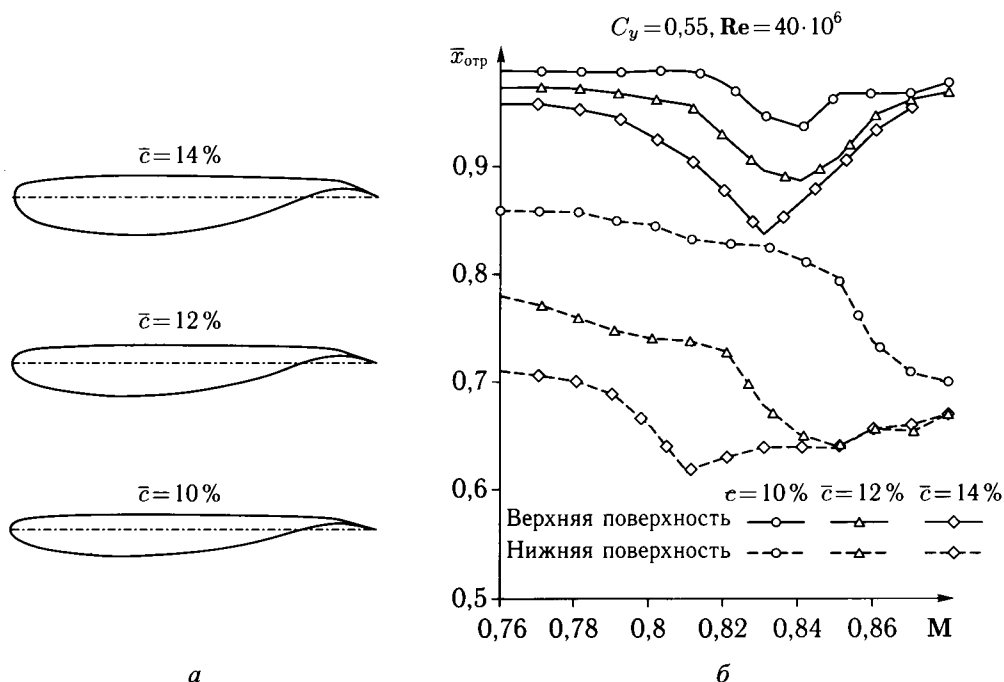 c̅=14 %
c̅=12 %
c̅=10 %
а
C_y=0,55, Re=40·10⁶
x̅_отр
0,9
0,8
0,7
0,6
0,5
0,76 0,78 0,8 0,82 0,84 0,86 M
c=10 % c̅=12 % c̅=14 %
Верхняя поверхность
Нижняя поверхность
б